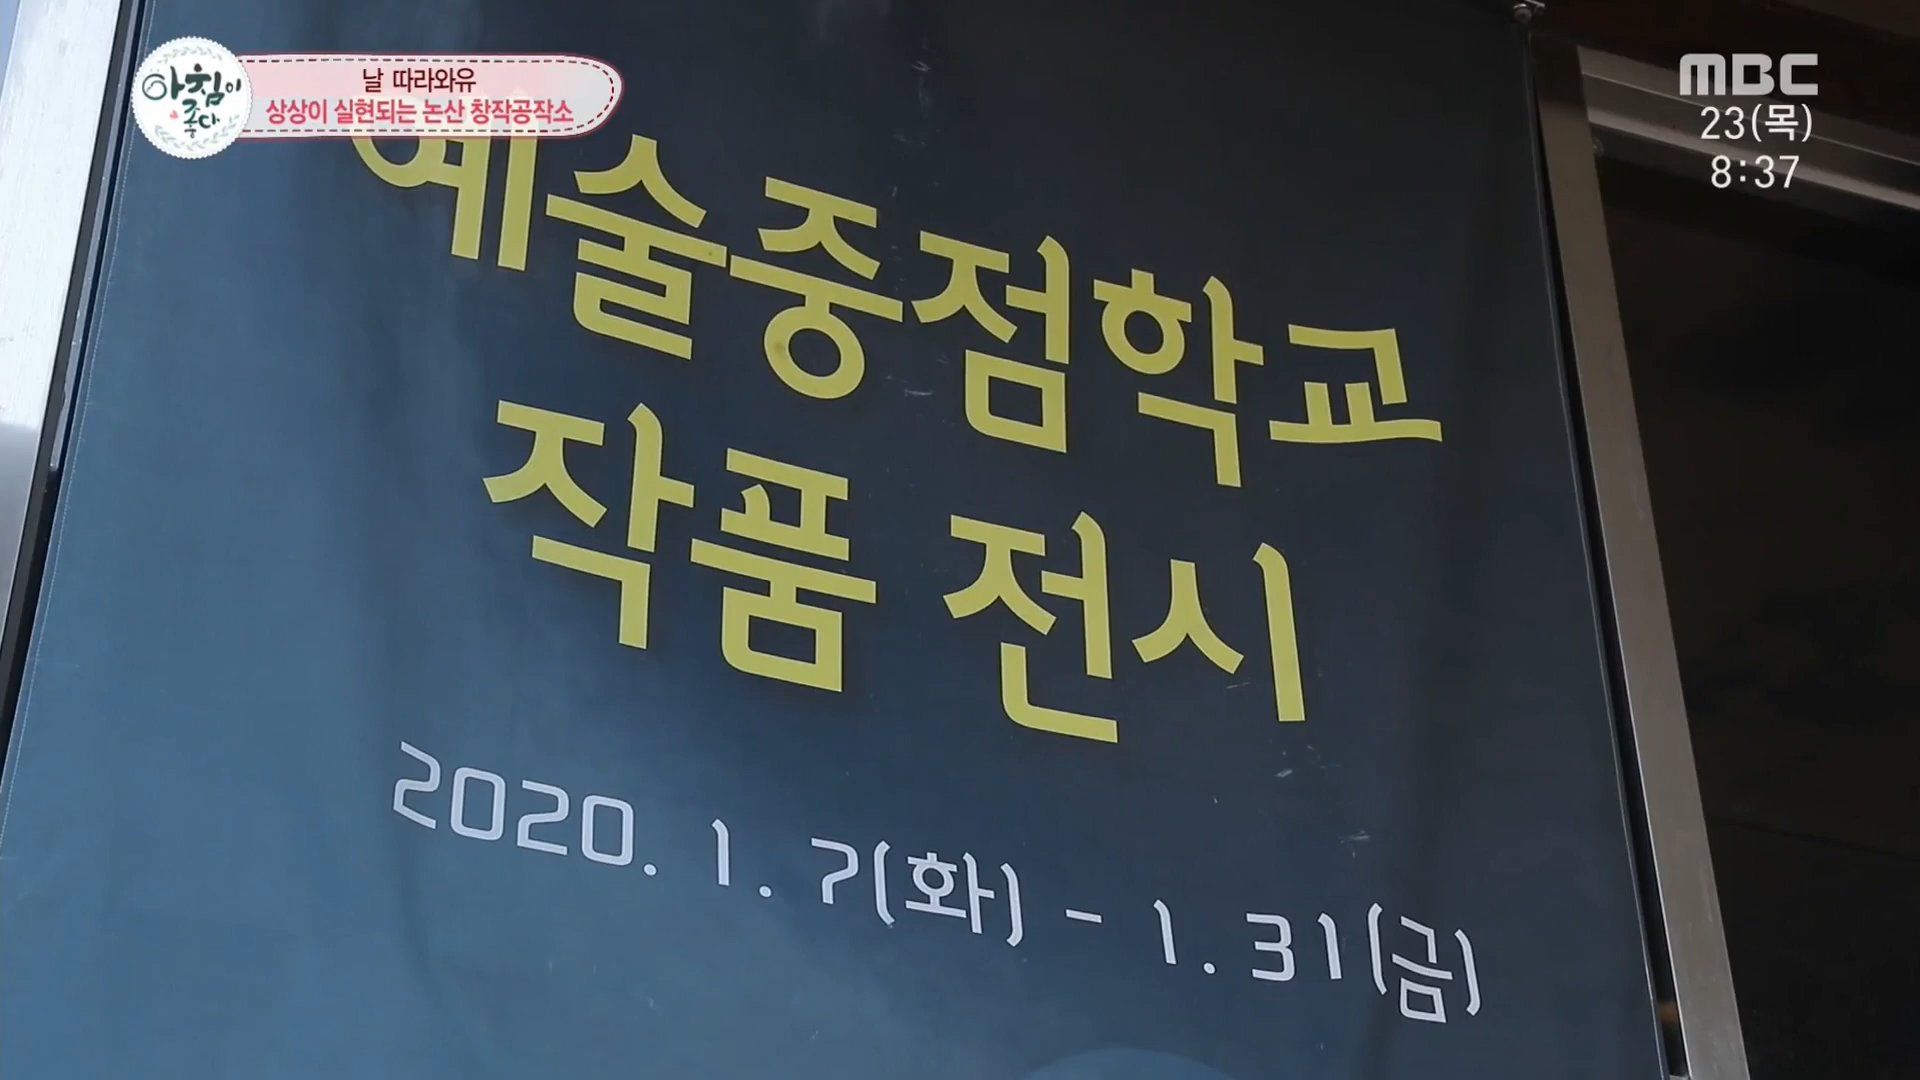 아침이
좋다
날 따라와유
상상이 실현되는 논산 창작공작소
MBC
23(목)
8:37
예술중점학교
작품 전시
2020. 1. 7(화) - 1. 31(금)